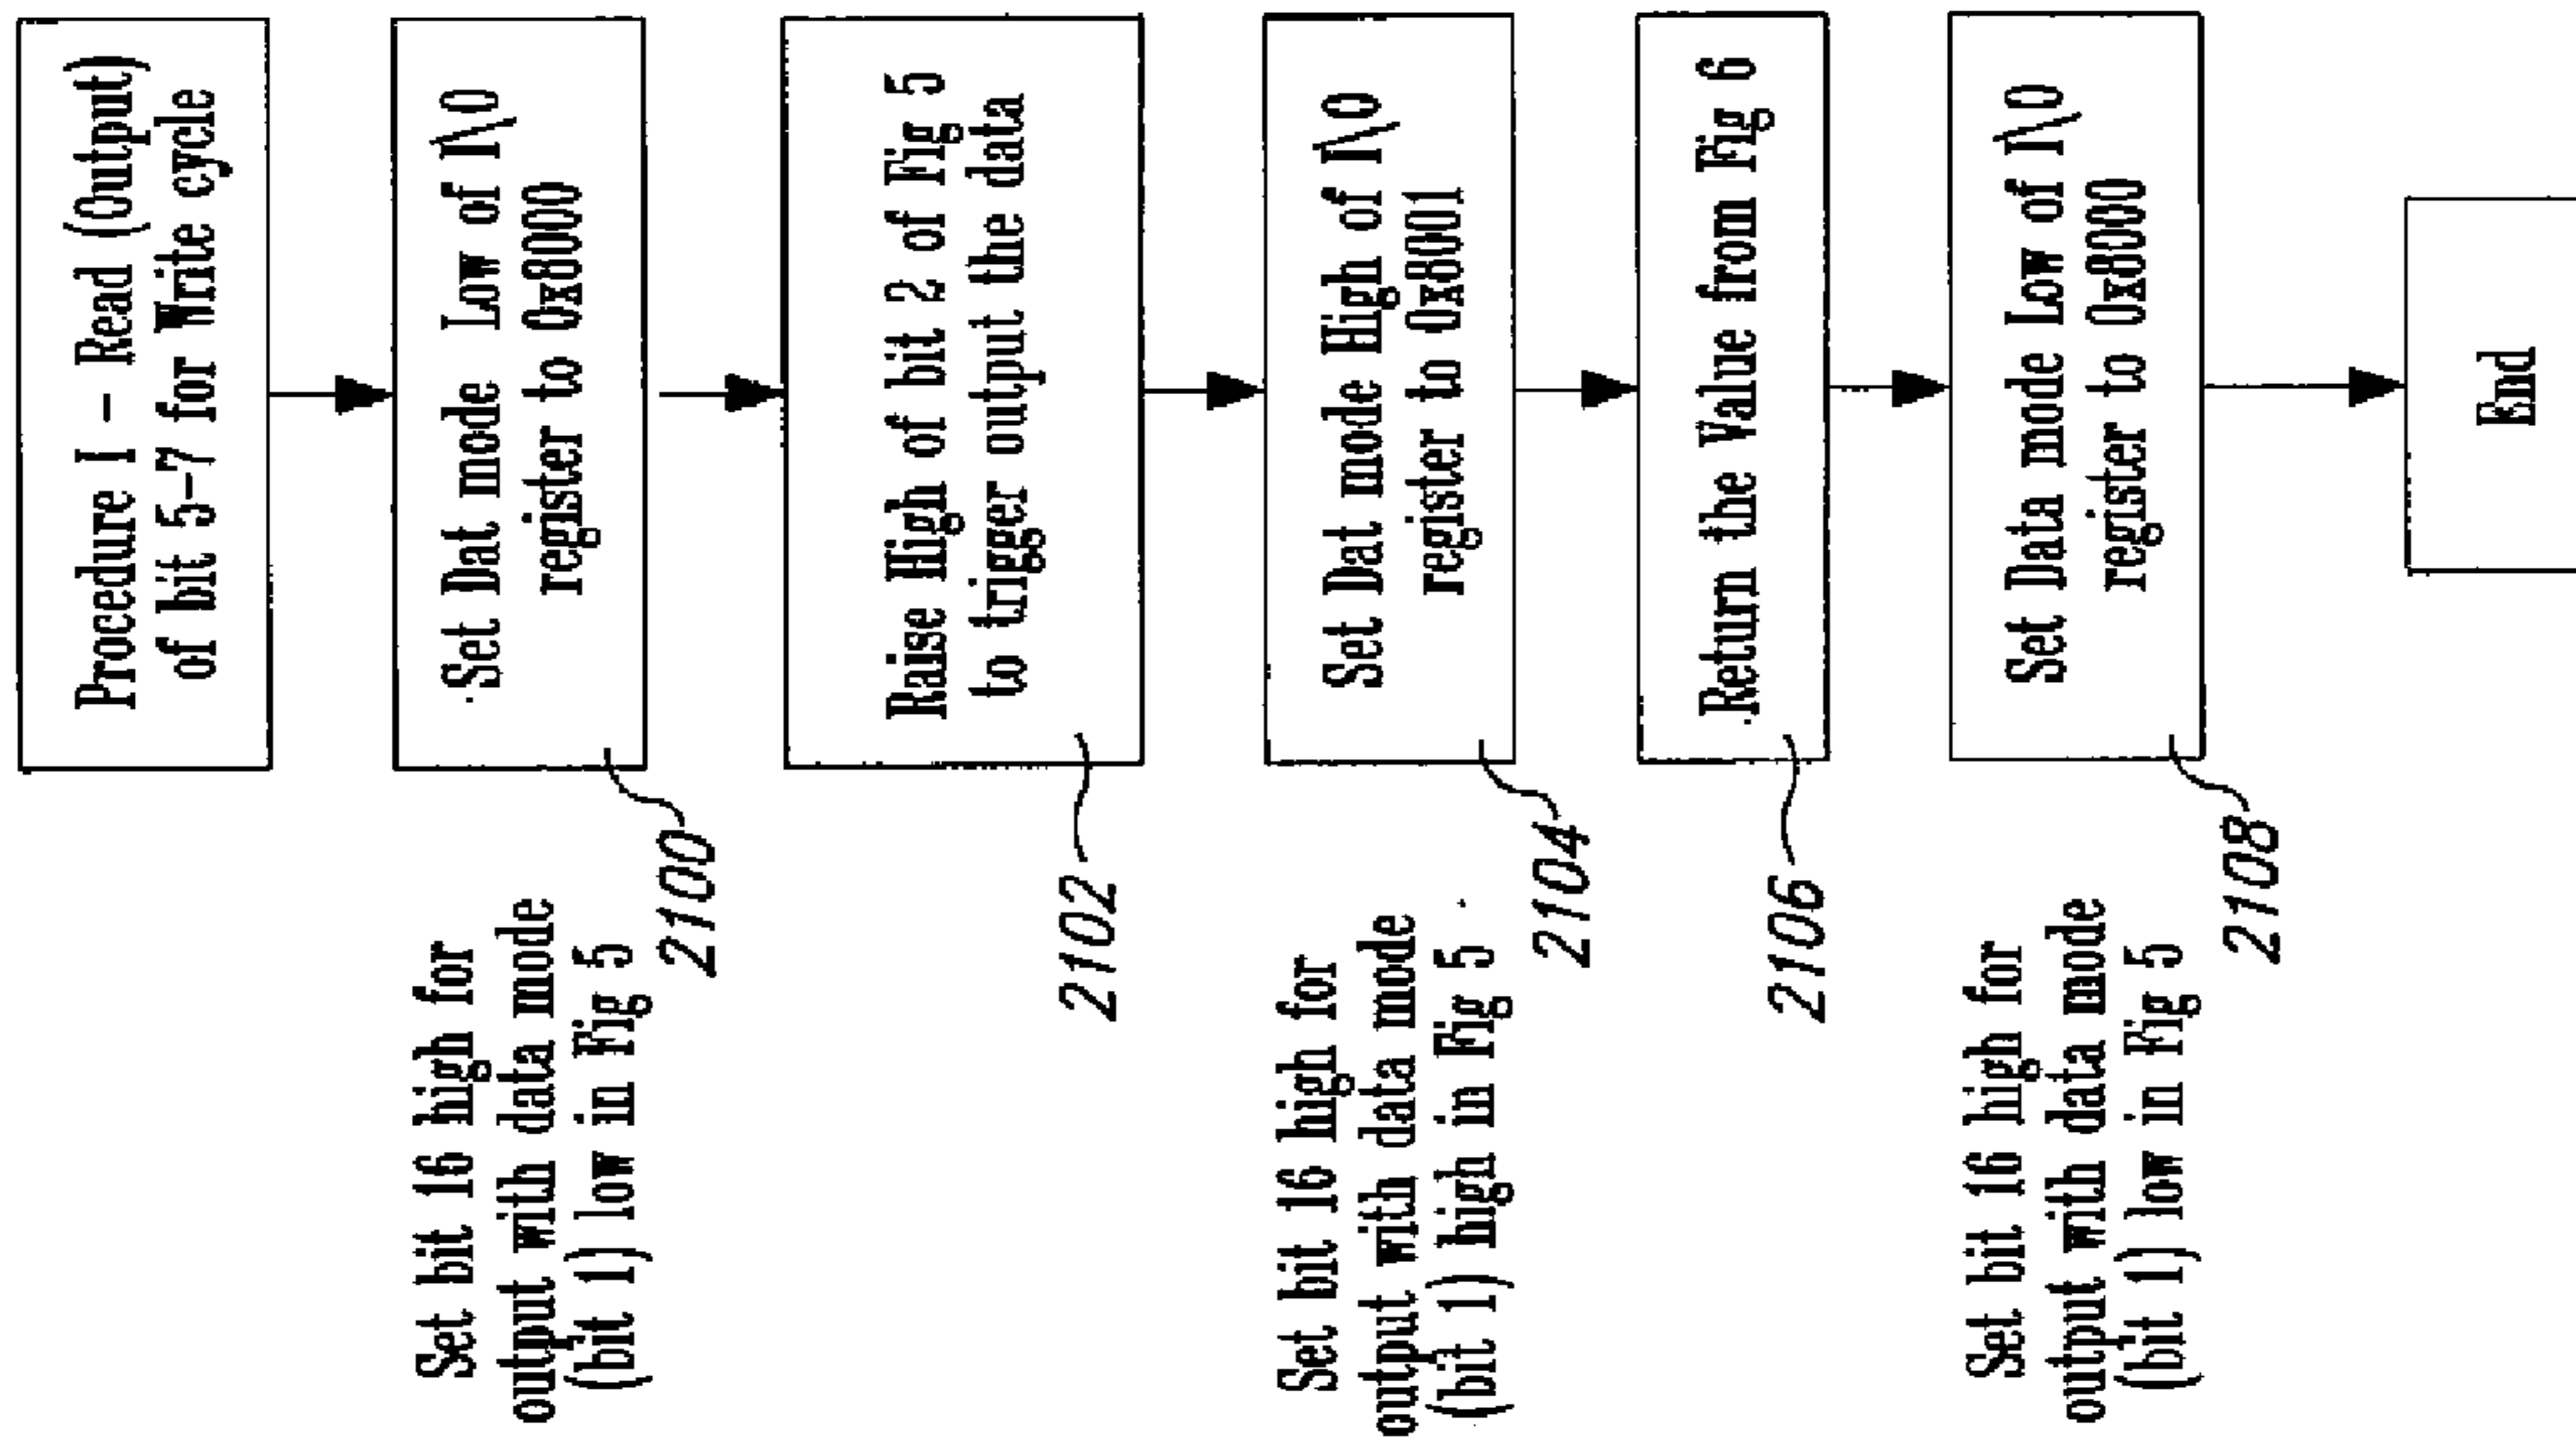 Procedure I - Read (Output)
of bit 5-7 for Write cycle
Set bit 16 high for
output with data mode
(bit 1) low in Fig 5
Set Dat mode Low of I\O
register to 0x8000
2100
Raise High of bit 2 of Fig 5
to trigger output the data
2102
Set bit 16 high for
output with data mode
(bit 1) high in Fig 5
Set Dat mode High of I\O
register to 0x8001
2104
Return the Value from Fig 6
2106
Set bit 16 high for
output with data mode
(bit 1) low in Fig 5
Set Data mode Low of I\O
register to 0x8000
2108
End